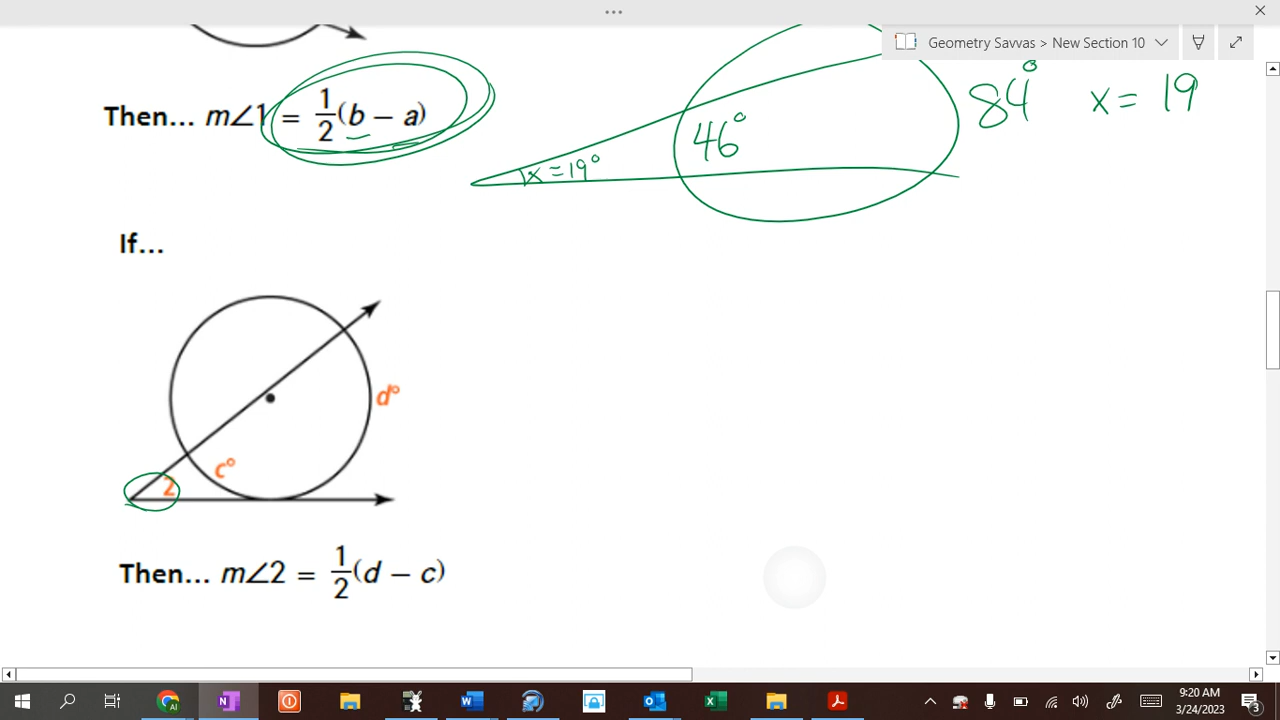 ...
Geometry Savvas > New Section 10
84° x = 19
Then... m∠1 = 1/2(b − a)
46°
x = 19°
If...
d°
c°
2
Then... m∠2 = 1/2(d − c)
9:20 AM
3/24/2023
3